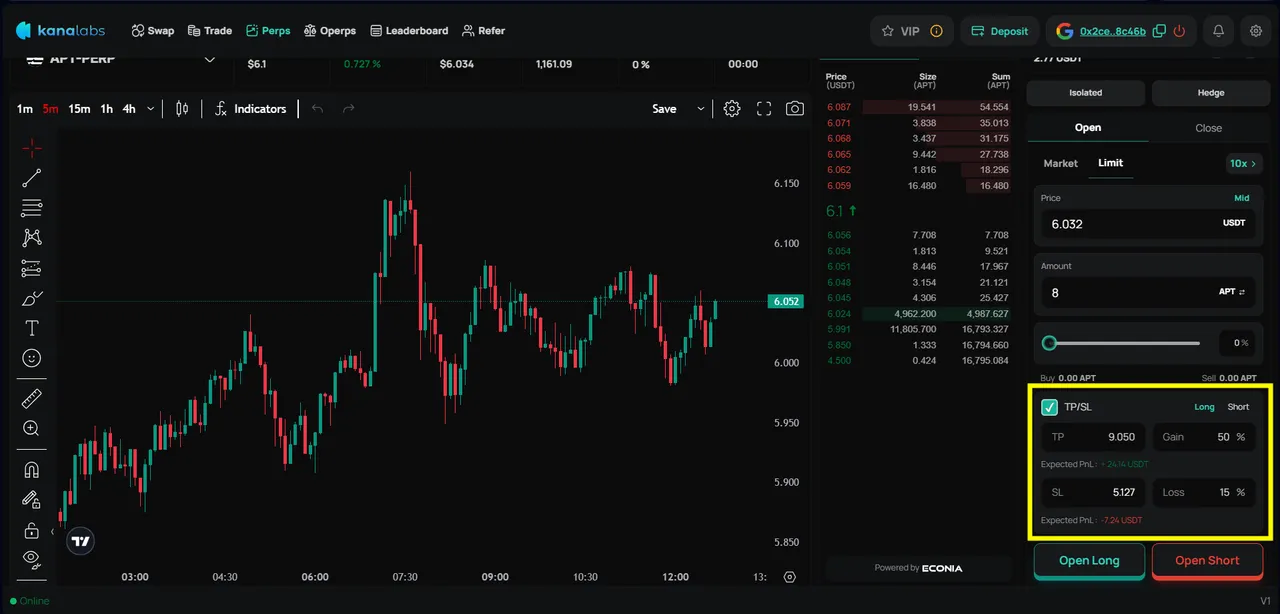 kanalabs Swap Trade Perps Operps Leaderboard Refer VIP Deposit 0x2ce..8c46b
APT-PERP $6.1 0.727 % $6.034 1,161.09 0 % 00:00
1m 5m 15m 1h 4h Indicators Save
6.150
6.100
6.052
6.000
5.950
5.900
5.850
03:00 04:30 06:00 07:30 09:00 10:30 12:00 13:
Price Size Sum
(USDT) (APT) (APT)
6.087 19.541 54.554
6.071 3.838 35.013
6.068 3.437 31.175
6.065 9.442 27.738
6.062 1.816 18.296
6.059 16.480 16.480
6.1
6.056 7.708 7.708
6.054 1.813 9.521
6.051 8.446 17.967
6.048 3.154 21.121
6.045 4.306 25.427
6.024 4,962.200 4,987.627
5.991 11,805.700 16,793.327
5.850 1.333 16,794.660
4.500 0.424 16,795.084
Powered by ECONIA
2.77 USDT
Isolated Hedge
Open Close
Market Limit 10x >
Price Mid
6.032 USDT
Amount
8 APT
0 %
Buy 0.00 APT Sell 0.00 APT
TP/SL Long Short
TP 9.050 Gain 50 %
Expected PnL : + 24.14 USDT
SL 5.127 Loss 15 %
Expected PnL : -7.24 USDT
Open Long Open Short
Online V1